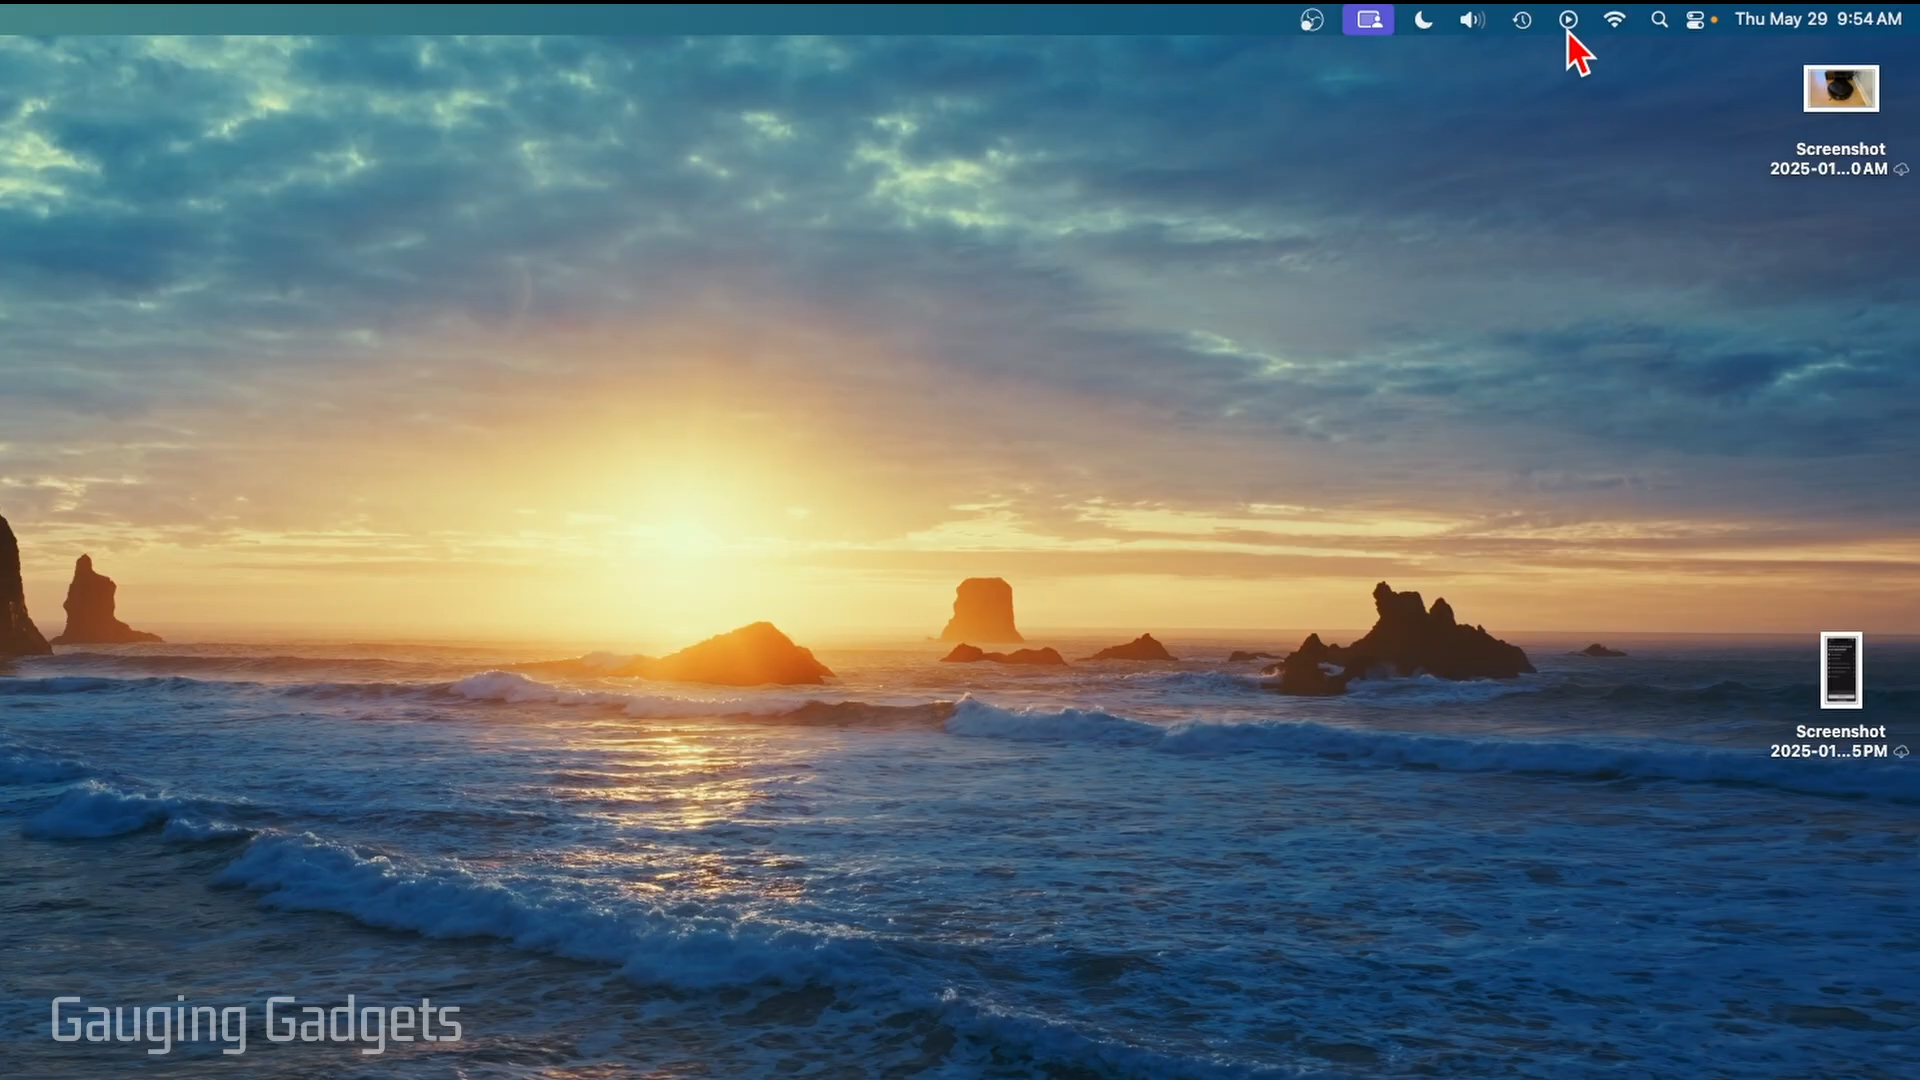 Thu May 29 9:54 AM
Screenshot
2025-01...0 AM
Screenshot
2025-01...5 PM
Gauging Gadgets